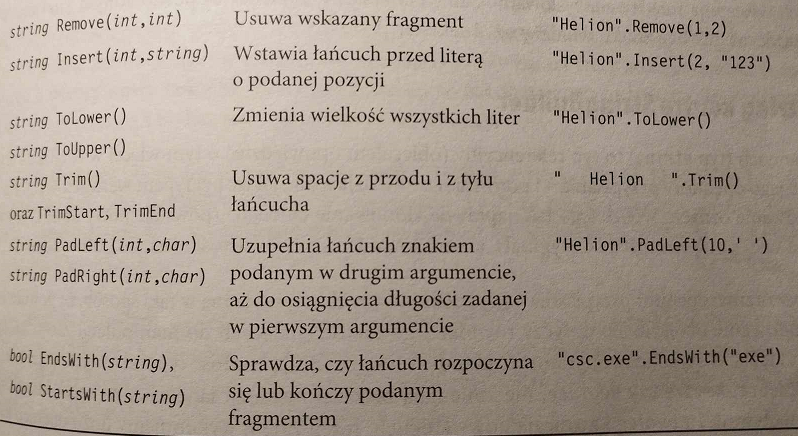 string Remove(int,int) Usuwa wskazany fragment "Helion".Remove(1,2)
string Insert(int,string) Wstawia łańcuch przed literą "Helion".Insert(2, "123")
o podanej pozycji
string ToLower() Zmienia wielkość wszystkich liter "Helion".ToLower()
string ToUpper()
string Trim() Usuwa spacje z przodu i z tyłu "   Helion   ".Trim()
oraz TrimStart, TrimEnd łańcucha
string PadLeft(int,char) Uzupełnia łańcuch znakiem "Helion".PadLeft(10,' ')
string PadRight(int,char) podanym w drugim argumencie,
aż do osiągnięcia długości zadanej
w pierwszym argumencie
bool EndsWith(string), Sprawdza, czy łańcuch rozpoczyna "csc.exe".EndsWith("exe")
bool StartsWith(string) się lub kończy podanym
fragmentem